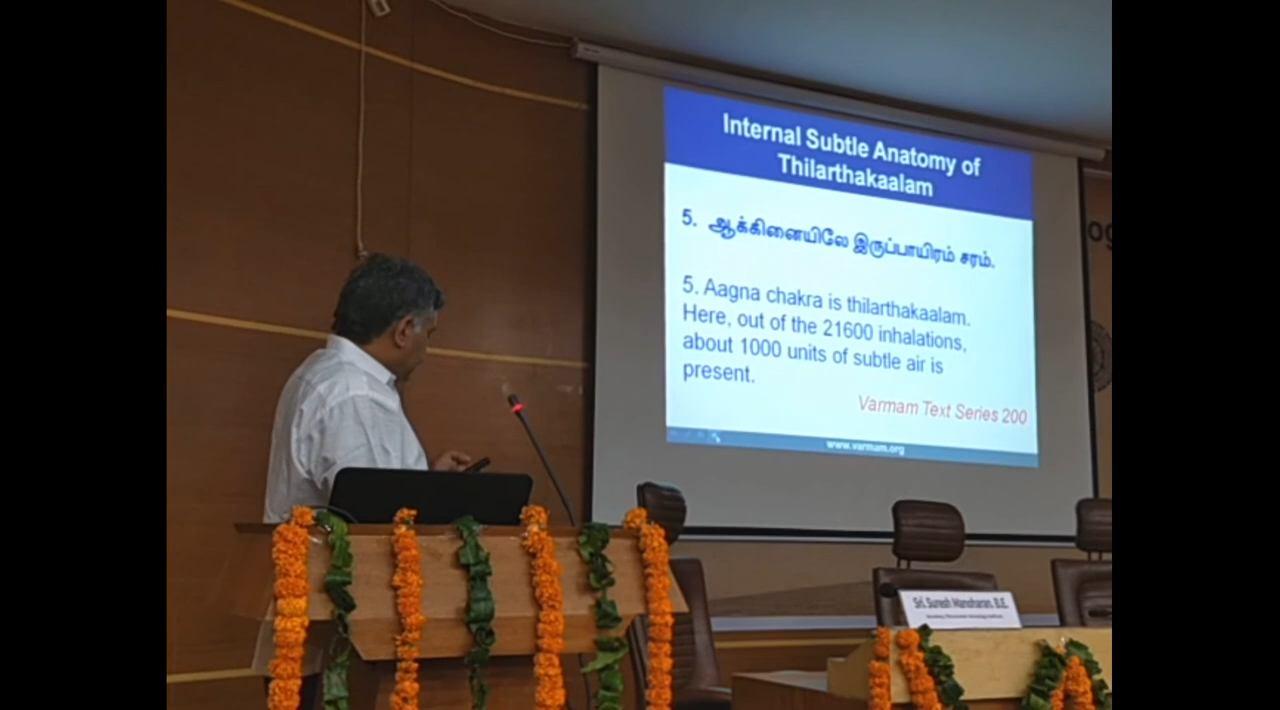 Internal Subtle Anatomy of
Thilarthakaalam
5. ஆக்கினையிலே இருப்பாயிரம் சரம்.
5. Aagna chakra is thilarthakaalam.
Here, out of the 21600 inhalations,
about 1000 units of subtle air is
present.
Varmam Text Series 200
www.varmam.org
Sri. Suresh Manoharan. B.E.